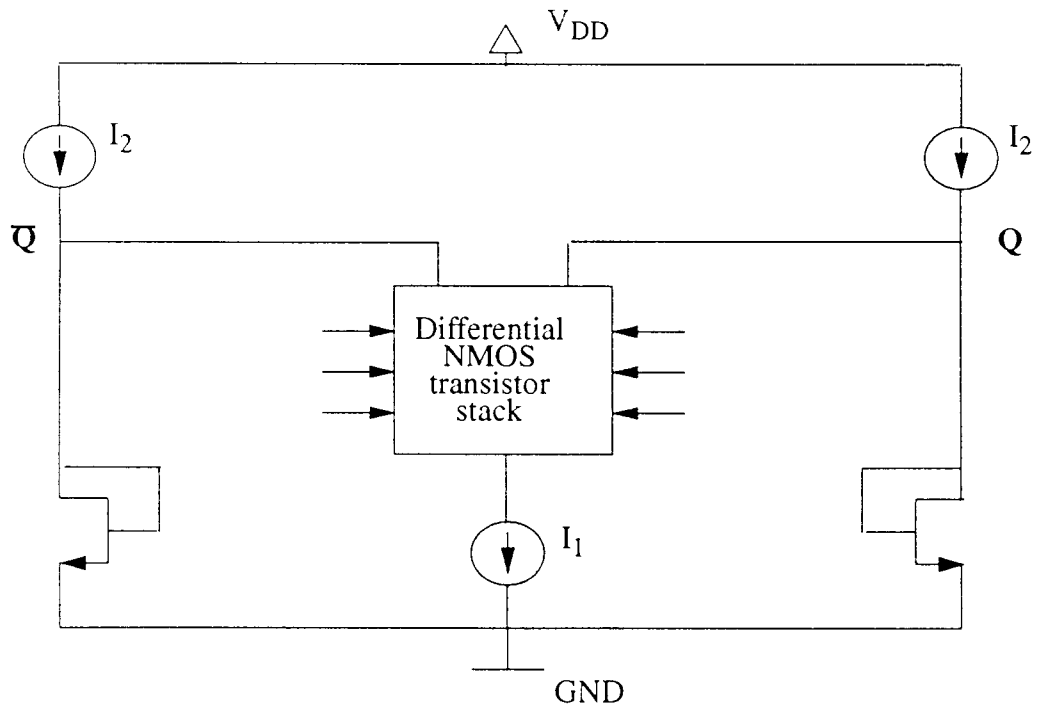 V_DD
I_2
I_2
Q̅
Q
Differential
NMOS
transistor
stack
I_1
GND